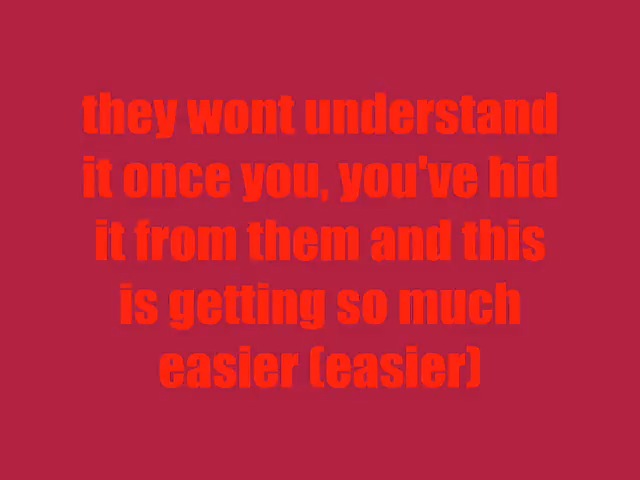 they wont understand
it once you, you've hid
it from them and this
is getting so much
easier (easier)